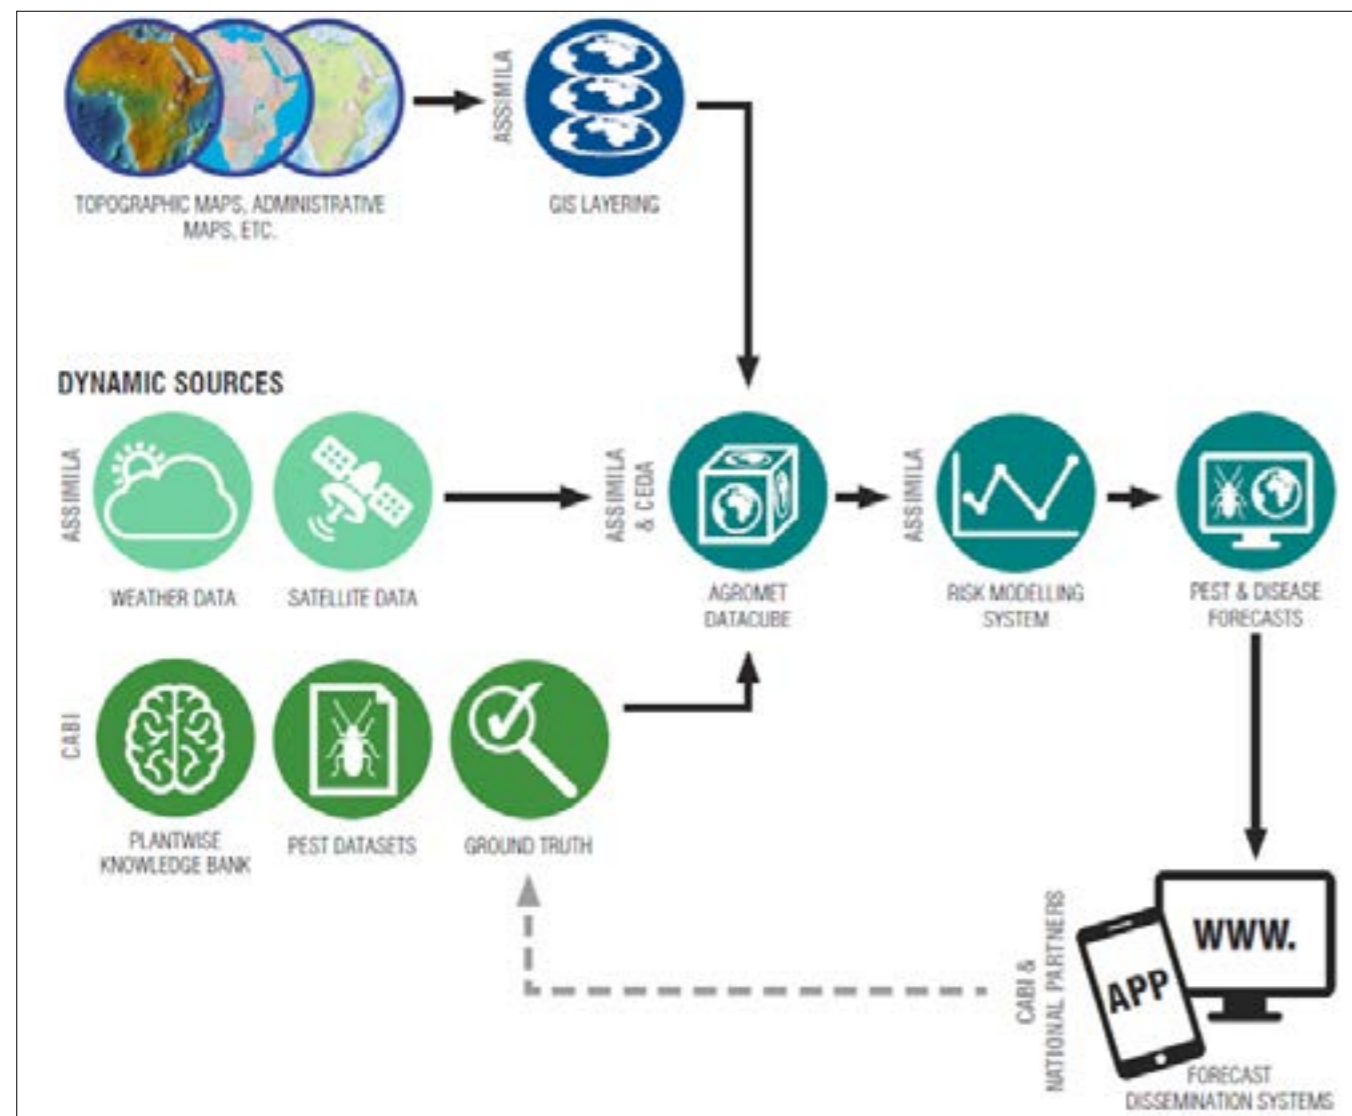 ASSIMILA
TOPOGRAPHIC MAPS, ADMINISTRATIVE
MAPS, ETC.
GIS LAYERING
DYNAMIC SOURCES
ASSIMILA
WEATHER DATA
SATELLITE DATA
ASSIMILA
& CEDA
AGROMET
DATACUBE
ASSIMILA
RISK MODELLING
SYSTEM
PEST & DISEASE
FORECASTS
CABI
PLANTWISE
KNOWLEDGE BANK
PEST DATASETS
GROUND TRUTH
CABI &
NATIONAL PARTNERS
APP
WWW.
FORECAST
DISSEMINATION SYSTEMS